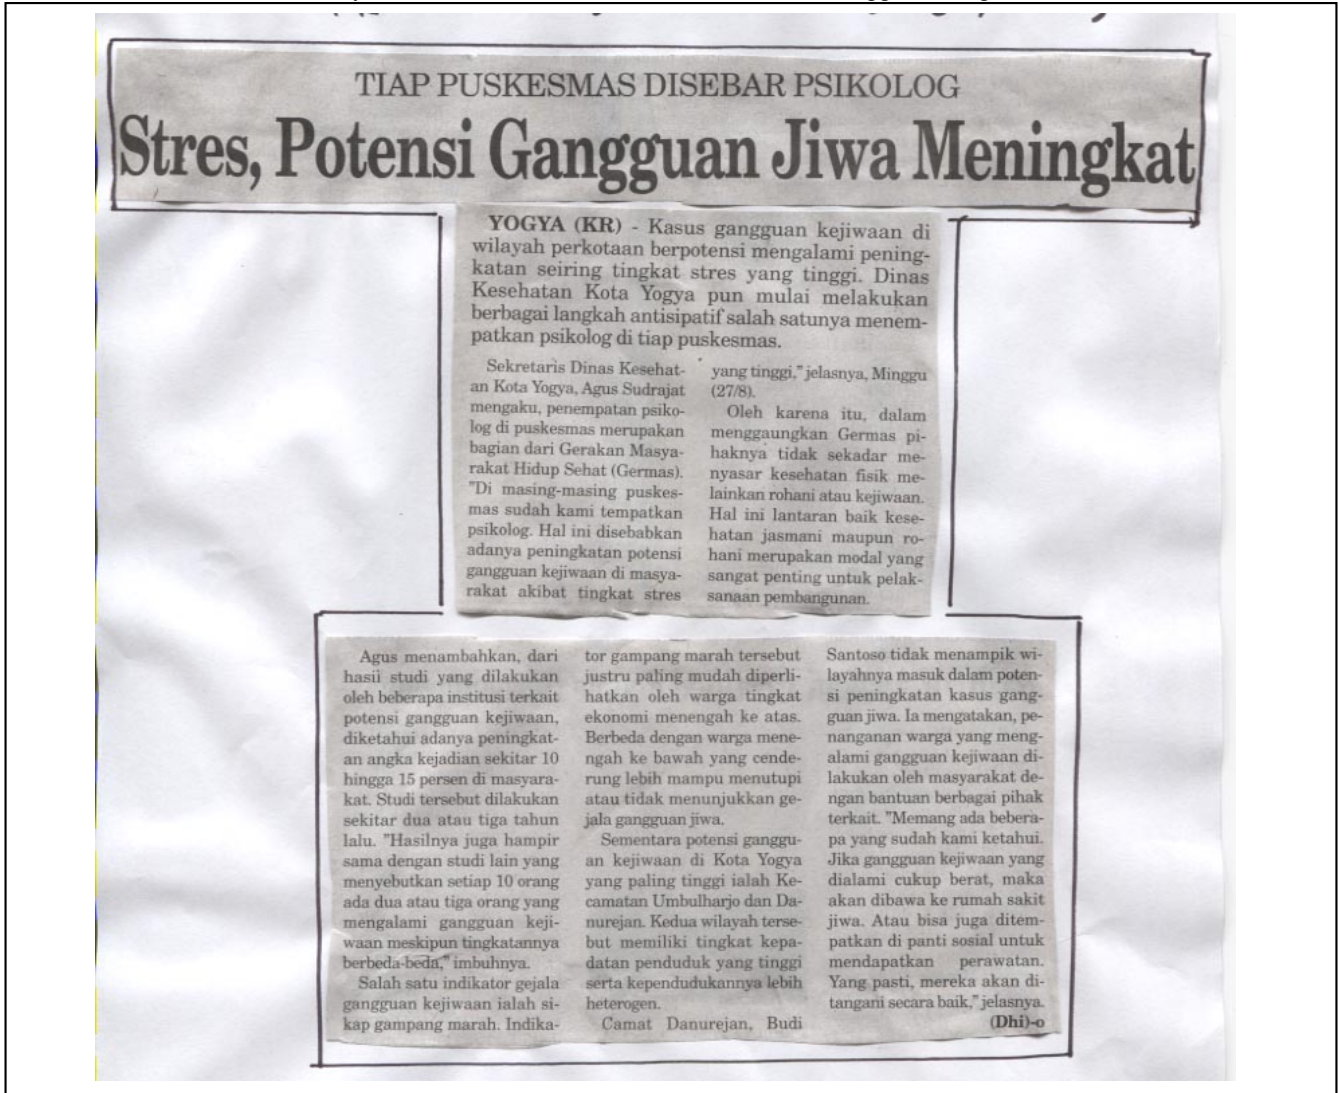 TIAP PUSKESMAS DISEBAR PSIKOLOG
Stres, Potensi Gangguan Jiwa Meningkat
YOGYA (KR) - Kasus gangguan kejiwaan di
wilayah perkotaan berpotensi mengalami pening-
katan seiring tingkat stres yang tinggi. Dinas
Kesehatan Kota Yogya pun mulai melakukan
berbagai langkah antisipatif salah satunya menem-
patkan psikolog di tiap puskesmas.
Sekretaris Dinas Kesehat-
an Kota Yogya, Agus Sudrajat
mengaku, penempatan psiko-
log di puskesmas merupakan
bagian dari Gerakan Masya-
rakat Hidup Sehat (Germas).
"Di masing-masing puskes-
mas sudah kami tempatkan
psikolog. Hal ini disebabkan
adanya peningkatan potensi
gangguan kejiwaan di masya-
rakat akibat tingkat stres
yang tinggi," jelasnya, Minggu
(27/8).
Oleh karena itu, dalam
menggaungkan Germas pi-
haknya tidak sekadar me-
nyasar kesehatan fisik me-
lainkan rohani atau kejiwaan.
Hal ini lantaran baik kese-
hatan jasmani maupun ro-
hani merupakan modal yang
sangat penting untuk pelak-
sanaan pembangunan.
Agus menambahkan, dari
hasil studi yang dilakukan
oleh beberapa institusi terkait
potensi gangguan kejiwaan,
diketahui adanya peningkat-
an angka kejadian sekitar 10
hingga 15 persen di masyara-
kat. Studi tersebut dilakukan
sekitar dua atau tiga tahun
lalu. "Hasilnya juga hampir
sama dengan studi lain yang
menyebutkan setiap 10 orang
ada dua atau tiga orang yang
mengalami gangguan keji-
waan meskipun tingkatannya
berbeda-beda," imbuhnya.
Salah satu indikator gejala
gangguan kejiwaan ialah si-
kap gampang marah. Indika-
tor gampang marah tersebut
justru paling mudah diperli-
hatkan oleh warga tingkat
ekonomi menengah ke atas.
Berbeda dengan warga mene-
ngah ke bawah yang cende-
rung lebih mampu menutupi
atau tidak menunjukkan ge-
jala gangguan jiwa.
Sementara potensi ganggu-
an kejiwaan di Kota Yogya
yang paling tinggi ialah Ke-
camatan Umbulharjo dan Da-
nurejan. Kedua wilayah terse-
but memiliki tingkat kepa-
datan penduduk yang tinggi
serta kependudukannya lebih
heterogen.
Camat Danurejan, Budi
Santoso tidak menampik wi-
layahnya masuk dalam poten-
si peningkatan kasus gang-
guan jiwa. Ia mengatakan, pe-
nanganan warga yang meng-
alami gangguan kejiwaan di-
lakukan oleh masyarakat de-
ngan bantuan berbagai pihak
terkait. "Memang ada bebera-
pa yang sudah kami ketahui.
Jika gangguan kejiwaan yang
dialami cukup berat, maka
akan dibawa ke rumah sakit
jiwa. Atau bisa juga ditem-
patkan di panti sosial untuk
mendapatkan perawatan.
Yang pasti, mereka akan di-
tangani secara baik," jelasnya.
(Dhi)-o